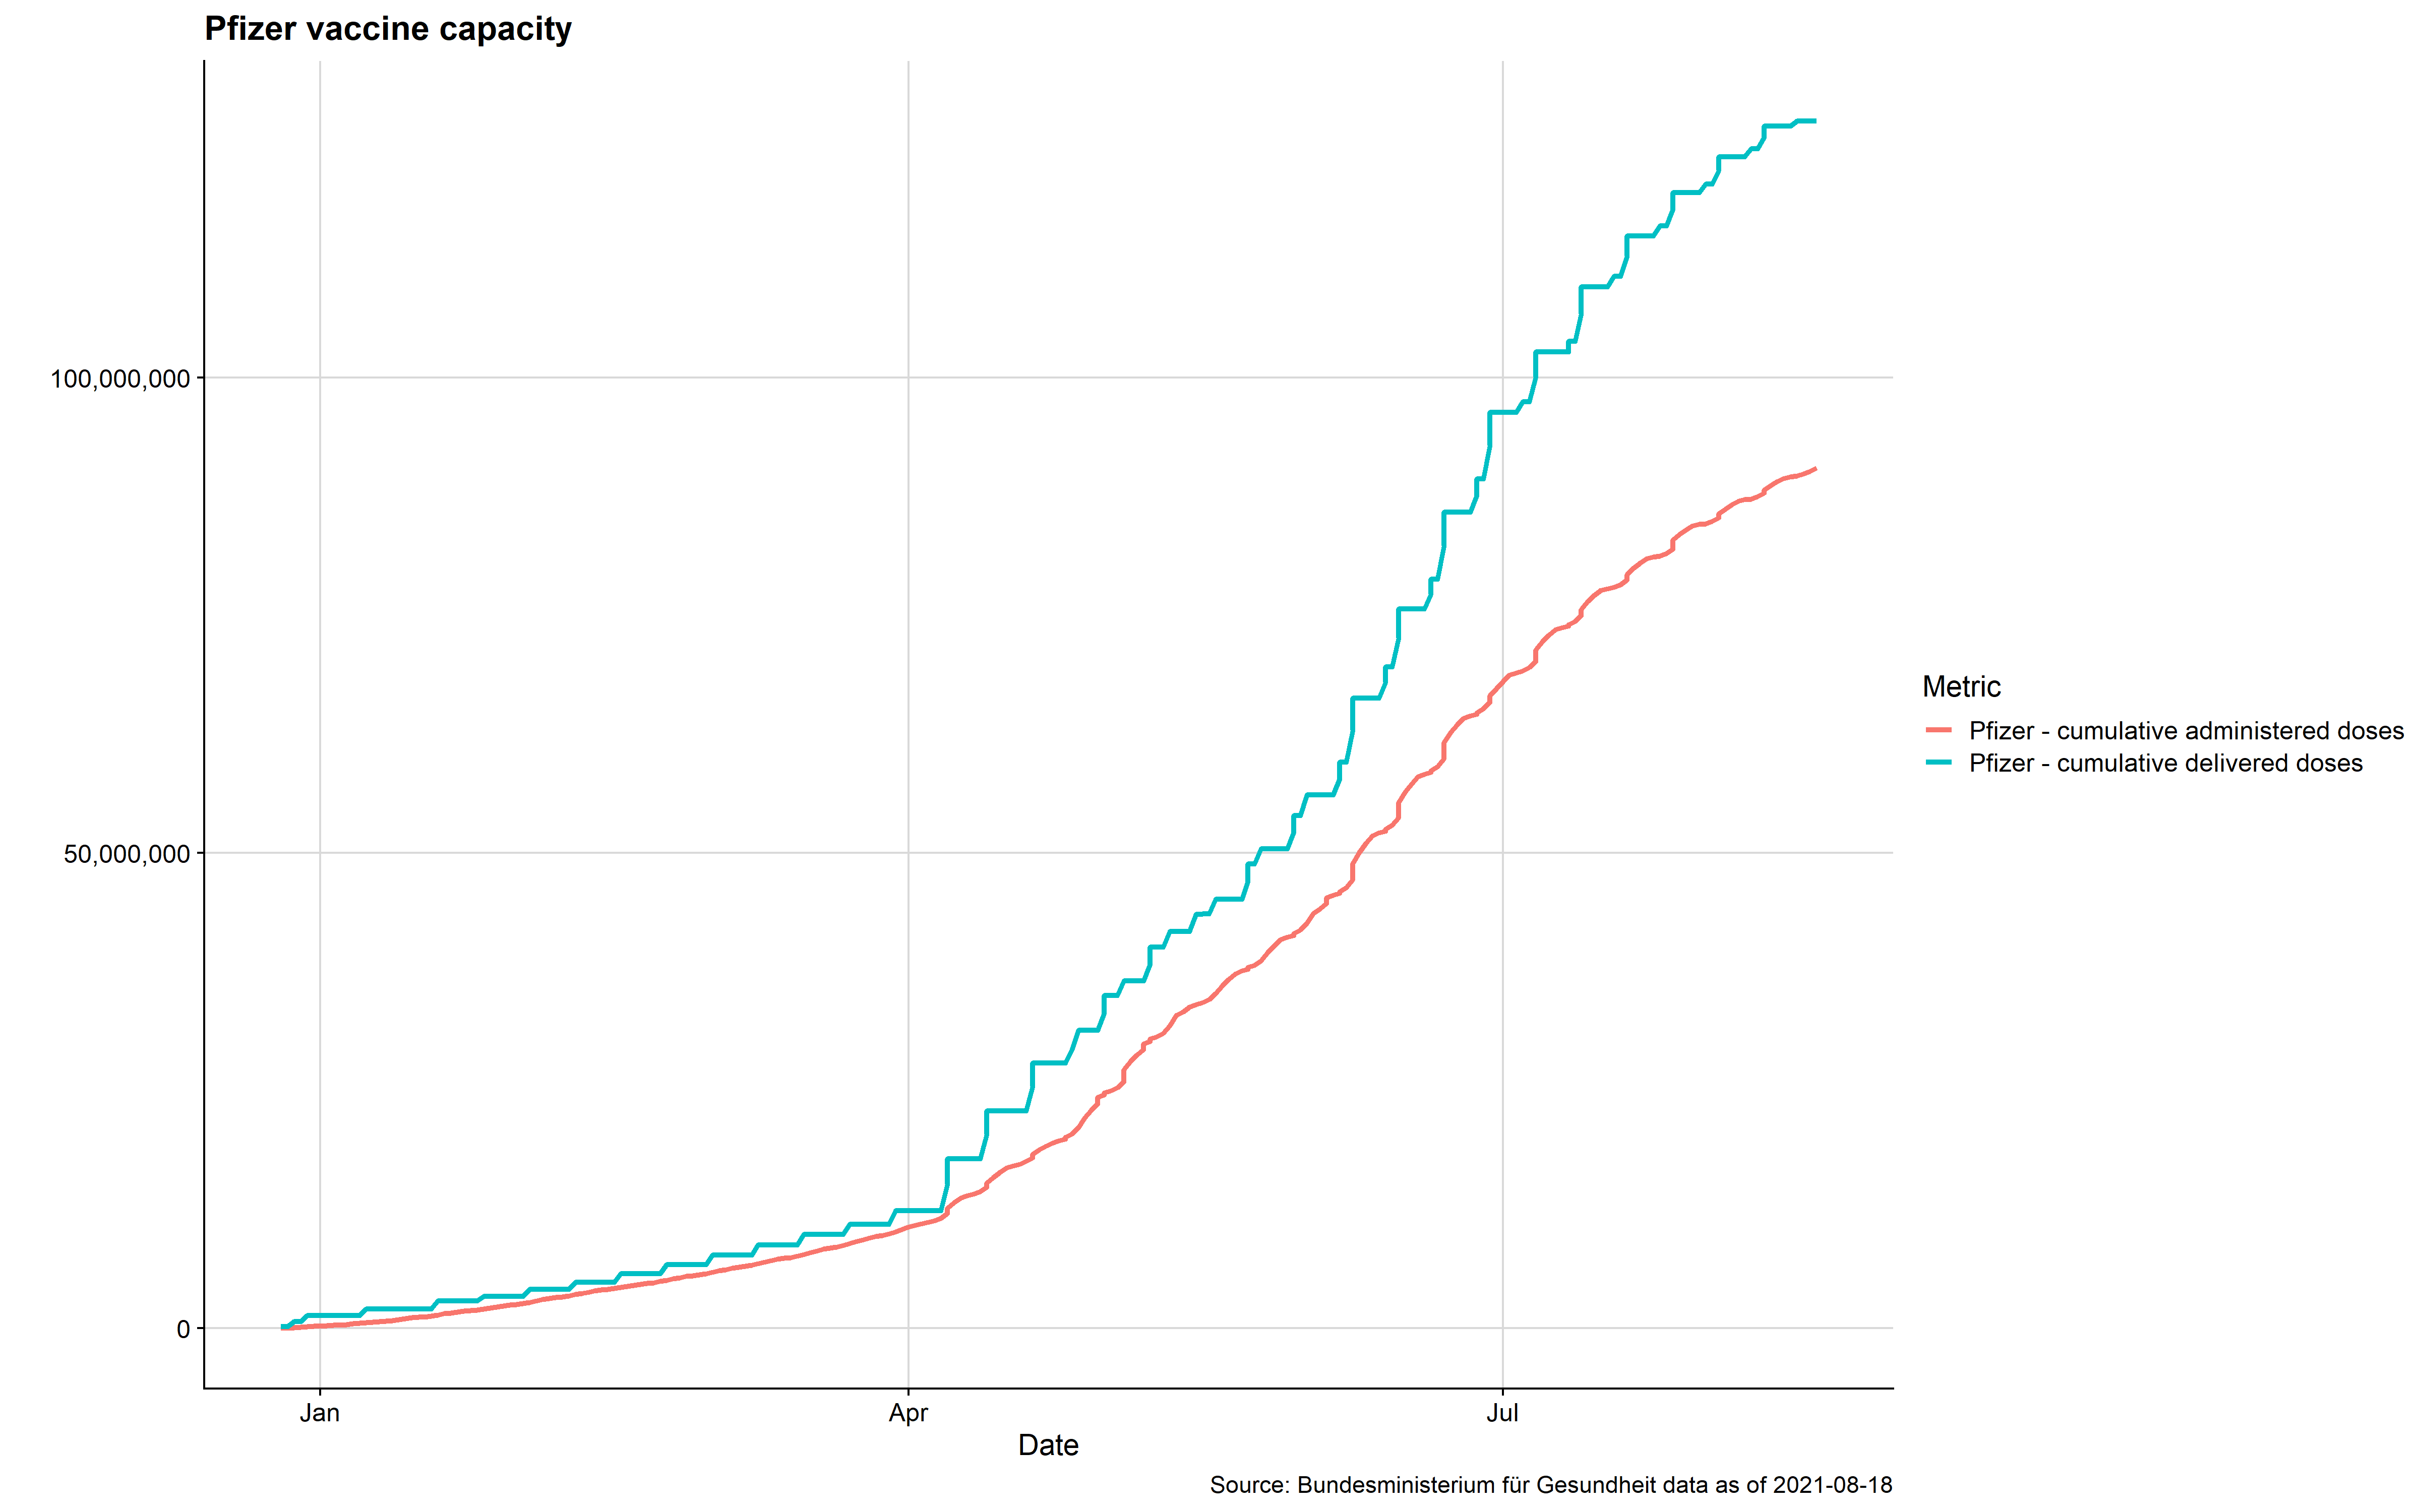 Pfizer vaccine capacity
100,000,000
50,000,000
0
Jan
Apr
Jul
Date
Metric
Pfizer - cumulative administered doses
Pfizer - cumulative delivered doses
Source: Bundesministerium für Gesundheit data as of 2021-08-18